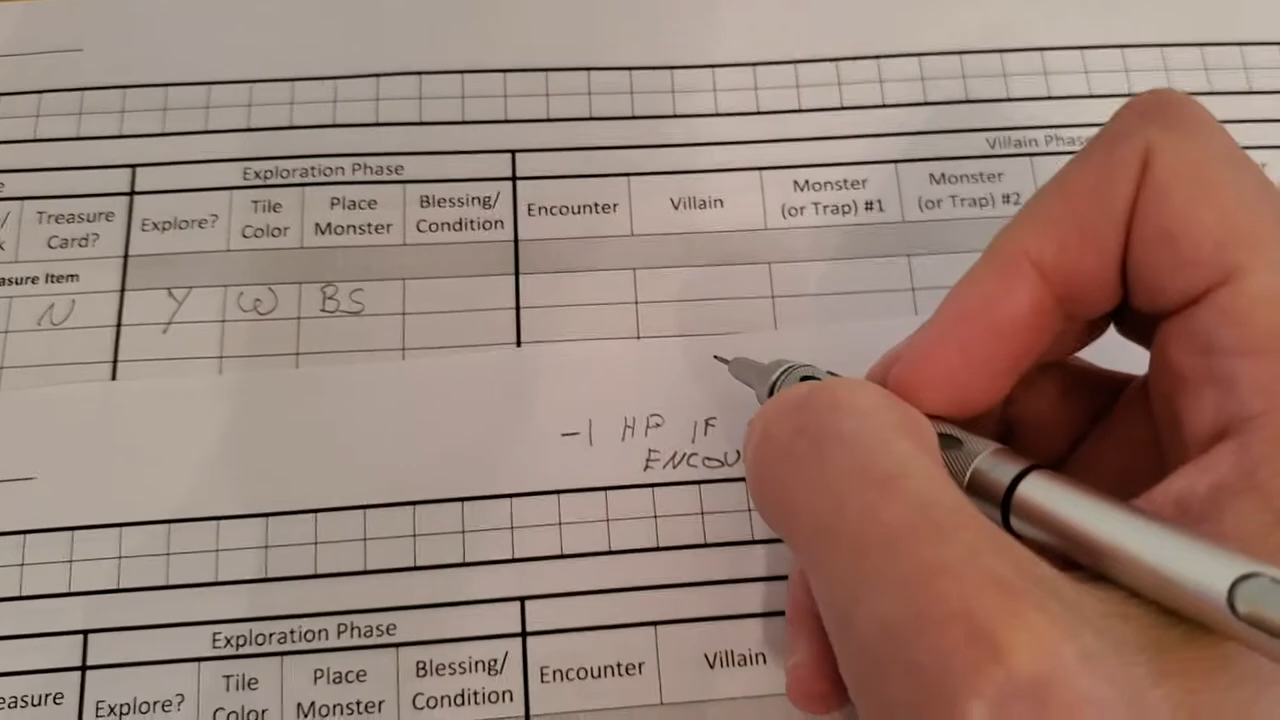 Exploration Phase
Villain Phase
Treasure Card?
Explore?
Tile Color
Place Monster
Blessing/ Condition
Encounter
Villain
Monster (or Trap) #1
Monster (or Trap) #2
Item
N Y W BS
-1 HP IF
Exploration Phase
Explore?
Tile Color
Place Monster
Blessing/ Condition
Encounter
Villain